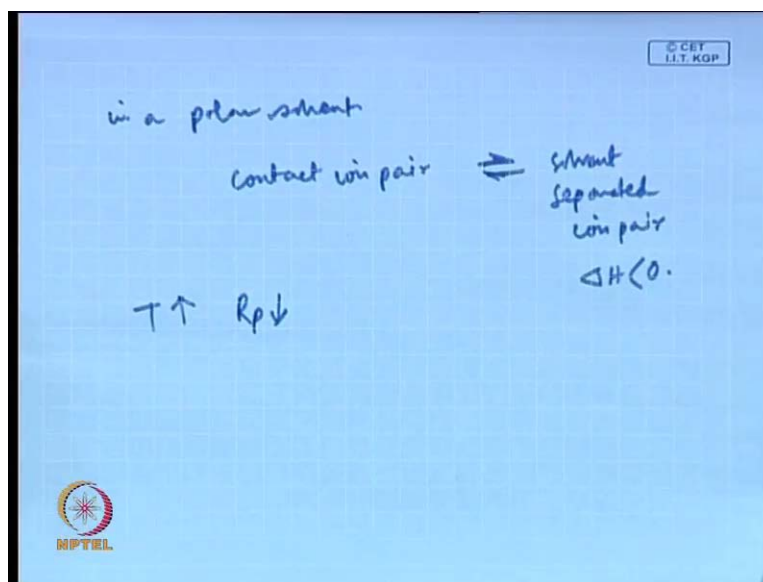 © CET
I.I.T. KGP
in a polar solvent
contact ion pair ⇌ solvent
separated
ion pair
ΔH<0.
T↑ Rp↓
NPTEL